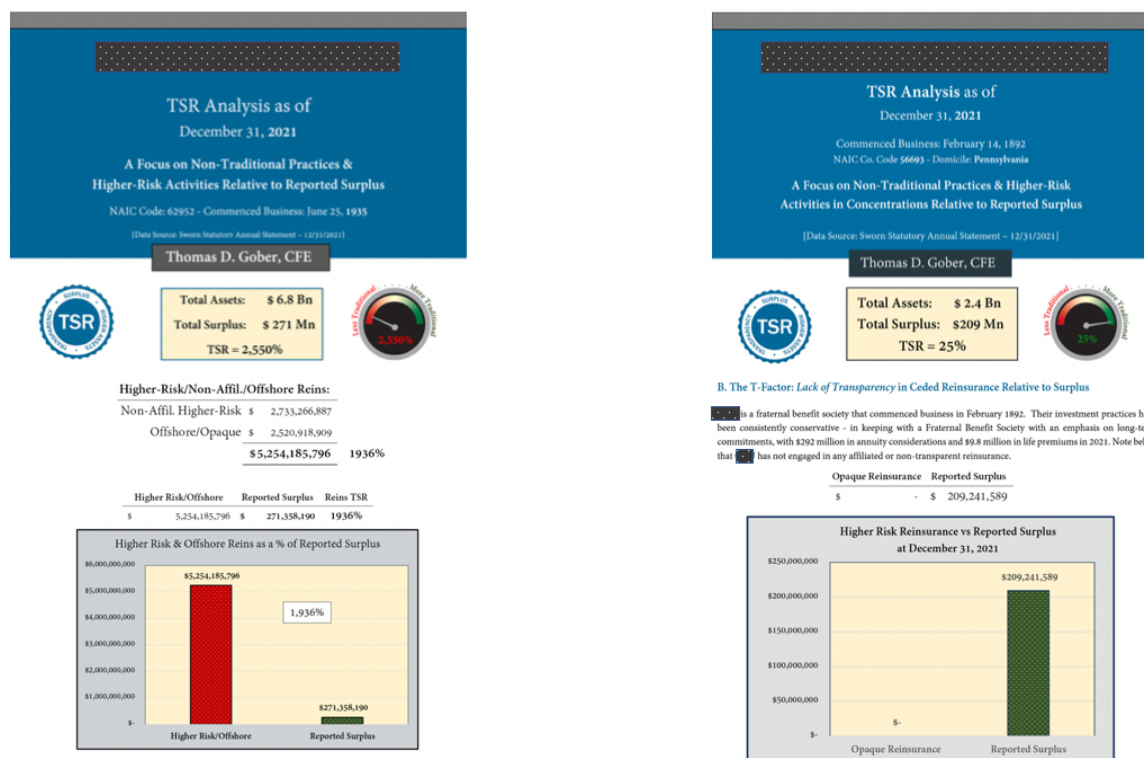 TSR Analysis as of
December 31, 2021
A Focus on Non-Traditional Practices &
Higher-Risk Activities Relative to Reported Surplus
NAIC Code: 62952 - Commenced Business: June 25, 1935
[Data Source: Sworn Statutory Annual Statement – 12/31/2021]
Thomas D. Gober, CFE
SURPLUS
TSR
TRANSPARENCY
Total Assets: $ 6.8 Bn
Total Surplus: $ 271 Mn
TSR = 2,550%
Less Traditional
More Traditional
2,550%
Higher-Risk/Non-Affil./Offshore Reins:
Non-Affil. Higher-Risk $ 2,733,266,887
Offshore/Opaque $ 2,520,918,909
$5,254,185,796 1936%
Higher Risk/Offshore Reported Surplus Reins TSR
$ 5,254,185,796 $ 271,358,190 1936%
Higher Risk & Offshore Reins as a % of Reported Surplus
$6,000,000,000
$5,000,000,000
$4,000,000,000
$3,000,000,000
$2,000,000,000
$1,000,000,000
$-
$5,254,185,796
1,936%
$271,358,190
Higher Risk/Offshore Reported Surplus
TSR Analysis as of
December 31, 2021
Commenced Business: February 14, 1892
NAIC Co. Code 56693 - Domicile: Pennsylvania
A Focus on Non-Traditional Practices & Higher-Risk
Activities in Concentrations Relative to Reported Surplus
[Data Source: Sworn Statutory Annual Statement – 12/31/2021]
Thomas D. Gober, CFE
SURPLUS
TSR
TRANSPARENCY
Total Assets: $ 2.4 Bn
Total Surplus: $209 Mn
TSR = 25%
Less Traditional
More Traditional
25%
B. The T-Factor: Lack of Transparency in Ceded Reinsurance Relative to Surplus
is a fraternal benefit society that commenced business in February 1892. Their investment practices h
been consistently conservative - in keeping with a Fraternal Benefit Society with an emphasis on long-te
commitments, with $292 million in annuity considerations and $9.8 million in life premiums in 2021. Note bel
that has not engaged in any affiliated or non-transparent reinsurance.
Opaque Reinsurance Reported Surplus
$ - $ 209,241,589
Higher Risk Reinsurance vs Reported Surplus
at December 31, 2021
$250,000,000
$200,000,000
$150,000,000
$100,000,000
$50,000,000
$-
$-
$209,241,589
Opaque Reinsurance Reported Surplus